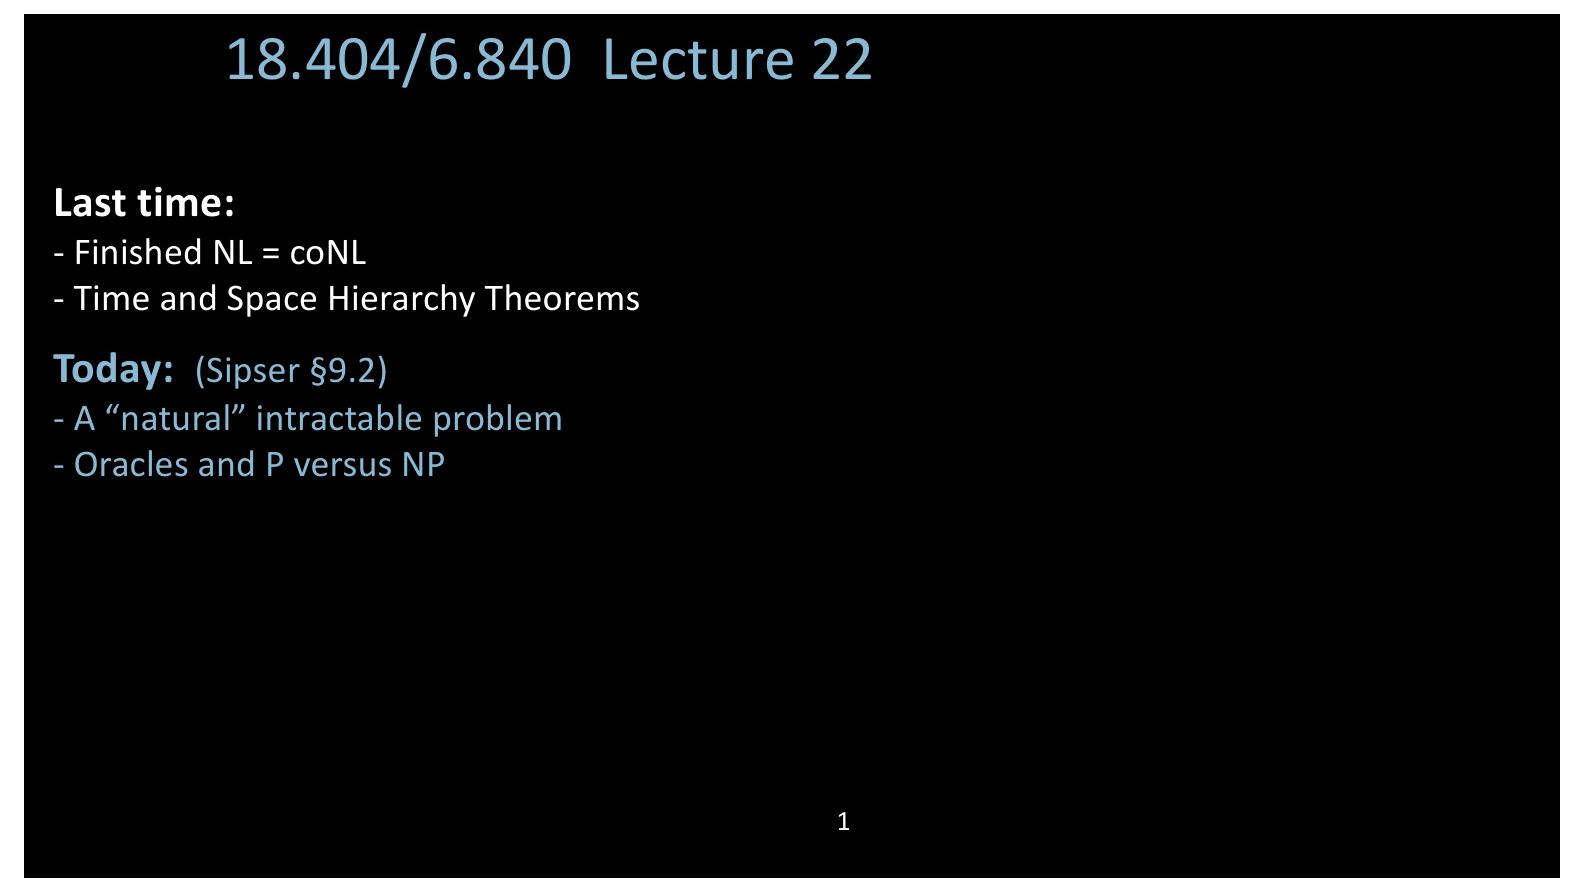 18.404/6.840 Lecture 22
Last time:
- Finished NL = coNL
- Time and Space Hierarchy Theorems
Today: (Sipser §9.2)
- A “natural” intractable problem
- Oracles and P versus NP
1